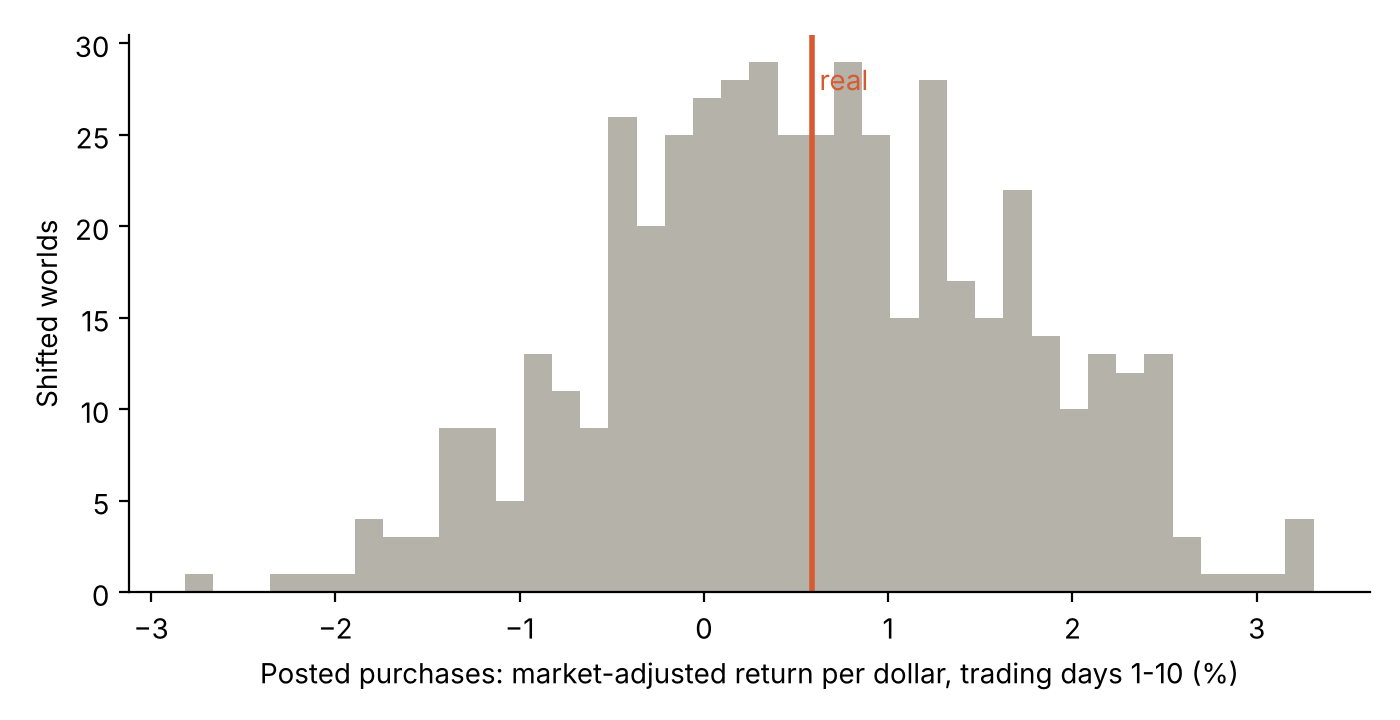 30
25
20
15
10
5
0
Shifted worlds
real
−3 −2 −1 0 1 2 3
Posted purchases: market-adjusted return per dollar, trading days 1-10 (%)